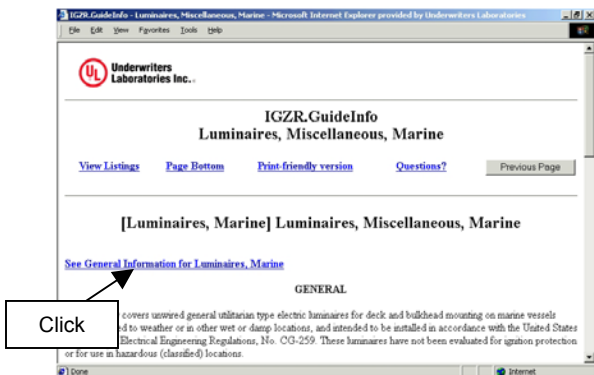 IGZR.GuideInfo - Luminaires, Miscellaneous, Marine - Microsoft Internet Explorer provided by Underwriters Laboratories
File Edit View Favorites Tools Help
UL Underwriters
Laboratories Inc.
IGZR.GuideInfo
Luminaires, Miscellaneous, Marine
View Listings Page Bottom Print-friendly version Questions? Previous Page
[Luminaires, Marine] Luminaires, Miscellaneous, Marine
See General Information for Luminaires, Marine
GENERAL
covers unwired general utilitarian type electric luminaires for deck and bulkhead mounting on marine vessels
Click
ed to weather or in other wet or damp locations, and intended to be installed in accordance with the United States
Electrical Engineering Regulations, No. CG-259. These luminaires have not been evaluated for ignition protection
or for use in hazardous (classified) locations.
Done Internet